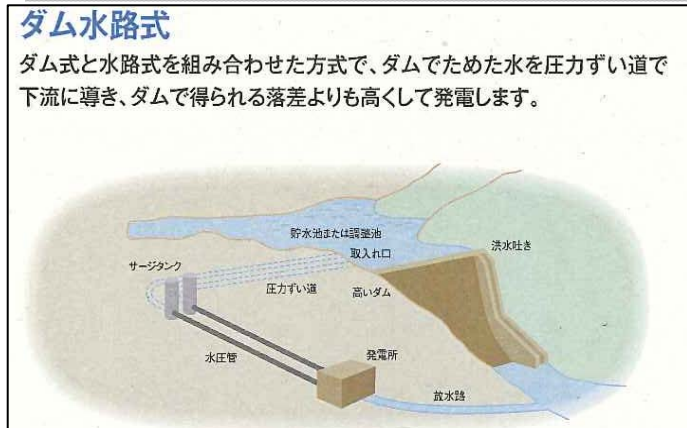 ダム水路式
ダム式と水路式を組み合わせた方式で、ダムでためた水を圧力ずい道で
下流に導き、ダムで得られる落差よりも高くして発電します。
貯水池または調整池
洪水吐き
取入れ口
サージタンク
圧力ずい道
高いダム
水圧管
発電所
放水路